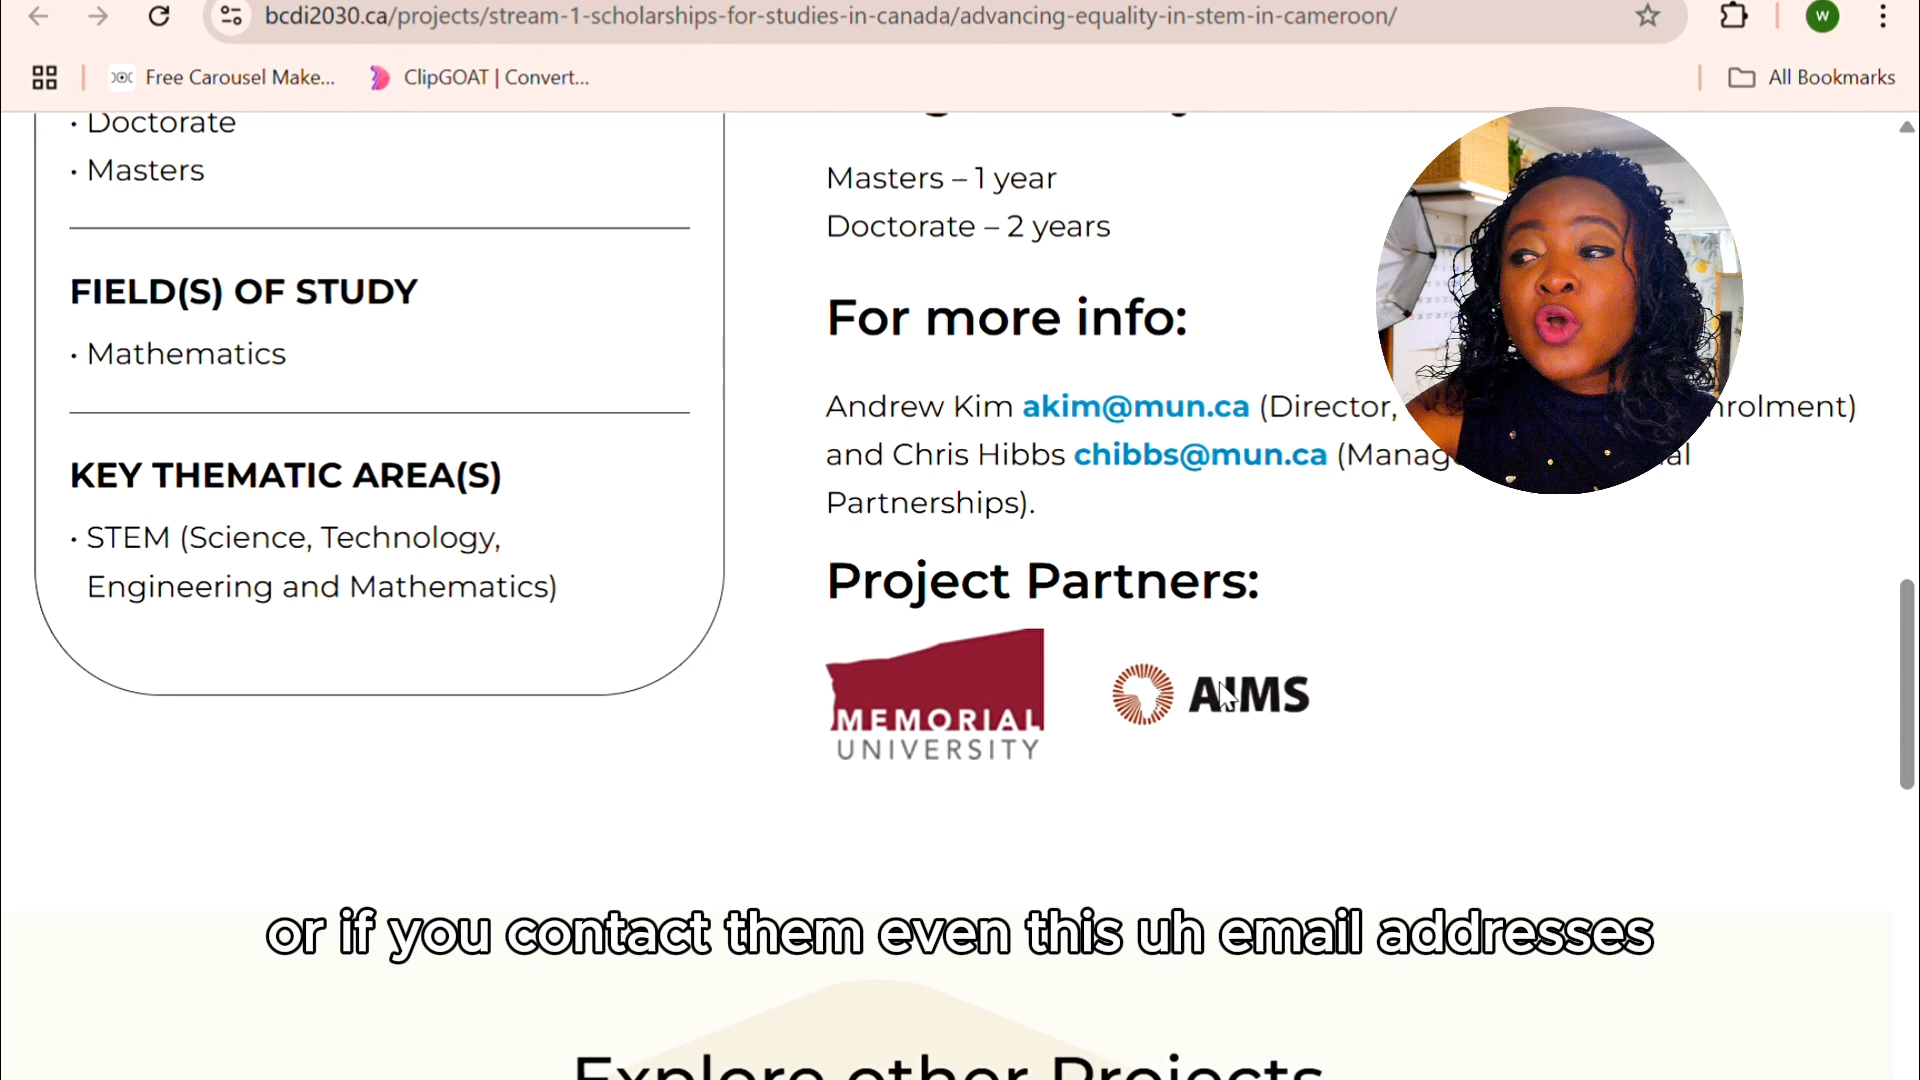 bcdi2030.ca/projects/stream-1-scholarships-for-studies-in-canada/advancing-equality-in-stem-in-cameroon/
W
Free Carousel Make...
ClipGOAT | Convert...
All Bookmarks
• Doctorate
• Masters
FIELD(S) OF STUDY
• Mathematics
KEY THEMATIC AREA(S)
• STEM (Science, Technology,
Engineering and Mathematics)
Masters – 1 year
Doctorate – 2 years
For more info:
Andrew Kim akim@mun.ca (Director,
and Chris Hibbs chibbs@mun.ca
Partnerships).
Project Partners:
MEMORIAL
UNIVERSITY
AIMS
or if you contact them even this uh email addresses
Explore other Projects